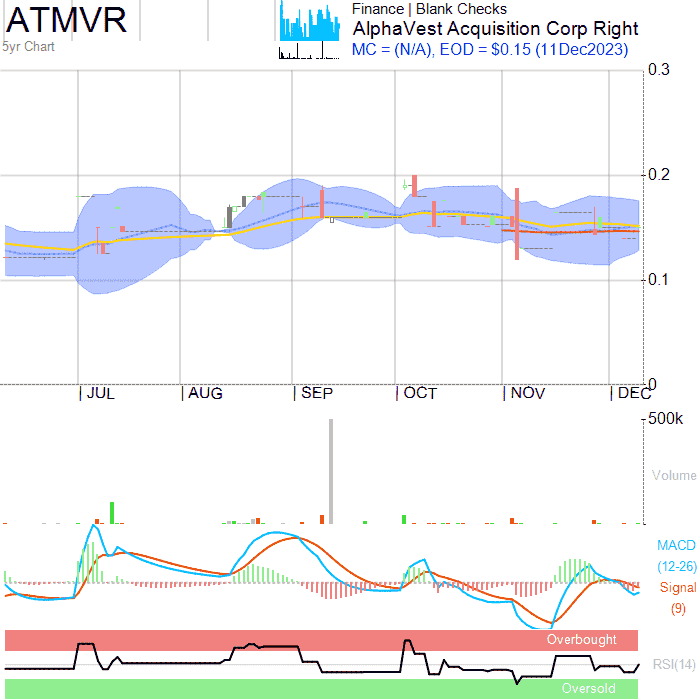 ATMVR
5yr Chart
Finance | Blank Checks
AlphaVest Acquisition Corp Right
MC = (N/A), EOD = $0.15 (11Dec2023)
0.3
0.2
0.1
0
JUL AUG SEP OCT NOV DEC
500k
Volume
MACD
(12-26)
Signal
(9)
Overbought
RSI(14)
Oversold